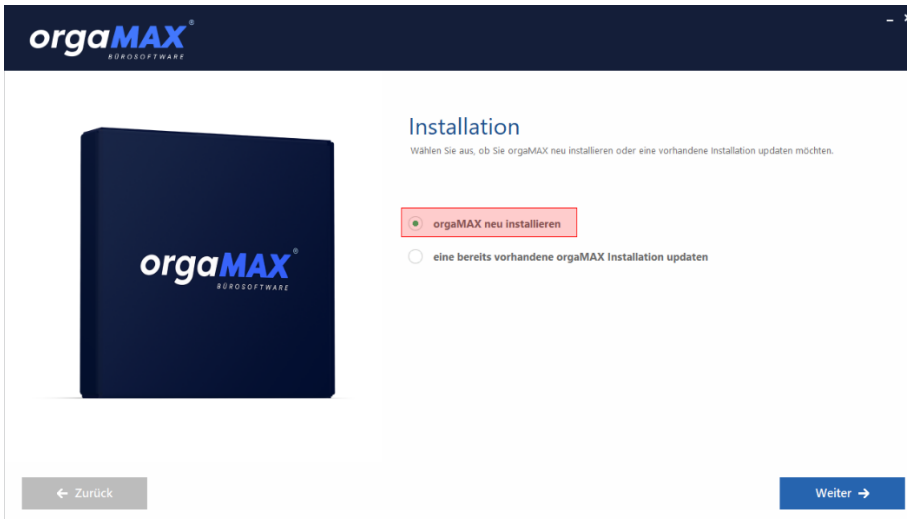 orgaMAX®
BÜROSOFTWARE
Installation
Wählen Sie aus, ob Sie orgaMAX neu installieren oder eine vorhandene Installation updaten möchten.
orgaMAX neu installieren
eine bereits vorhandene orgaMAX Installation updaten
orgaMAX®
BÜROSOFTWARE
← Zurück
Weiter →